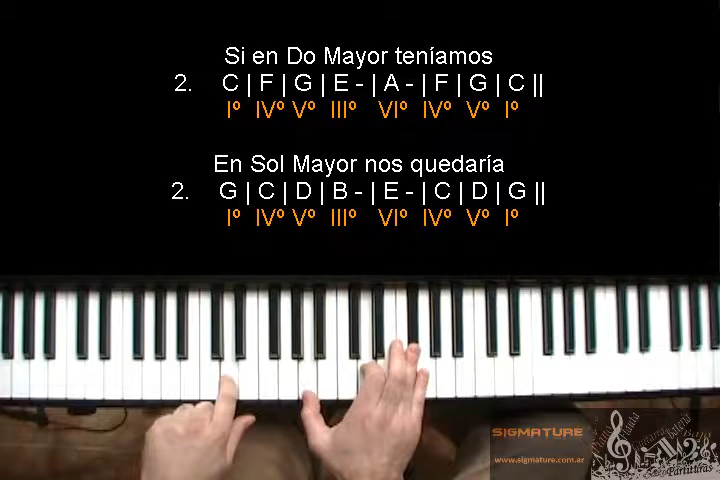 Si en Do Mayor teníamos
2. C | F | G | E - | A - | F | G | C ||
Iº IVº Vº IIIº VIº IVº Vº Iº
En Sol Mayor nos quedaría
2. G | C | D | B - | E - | C | D | G ||
Iº IVº Vº IIIº VIº IVº Vº Iº
SIGMATURE
www.sigmature.com.ar
Partituras